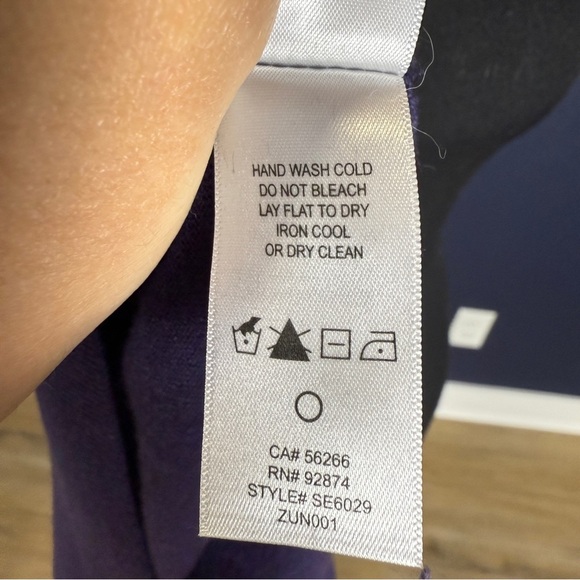 HAND WASH COLD
DO NOT BLEACH
LAY FLAT TO DRY
IRON COOL
OR DRY CLEAN
CA# 56266
RN# 92874
STYLE# SE6029
ZUN001